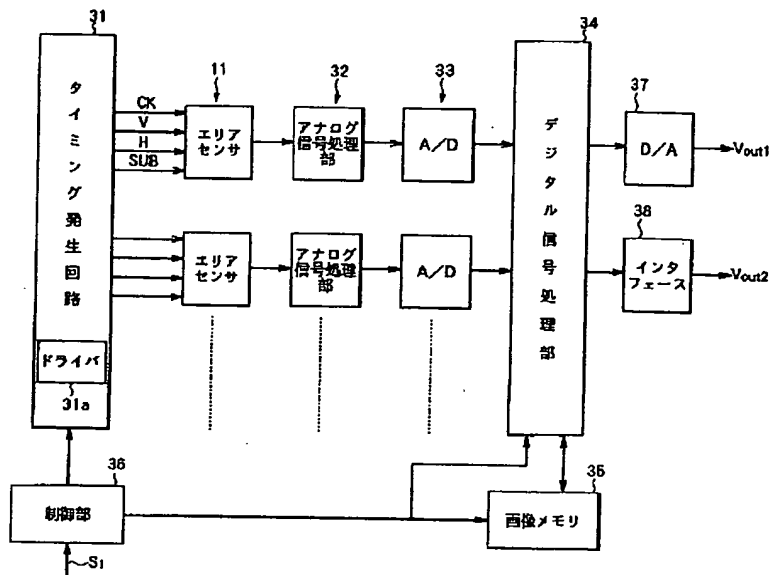 31
タイミング発生回路
CK
V
H
SUB
11
エリア
センサ
32
アナログ
信号処理
部
33
A/D
34
デジタル信号処理部
37
D/A
Vout1
エリア
センサ
アナログ
信号処理
部
A/D
38
インタ
フェース
Vout2
ドライバ
31a
36
制御部
S1
35
画像メモリ